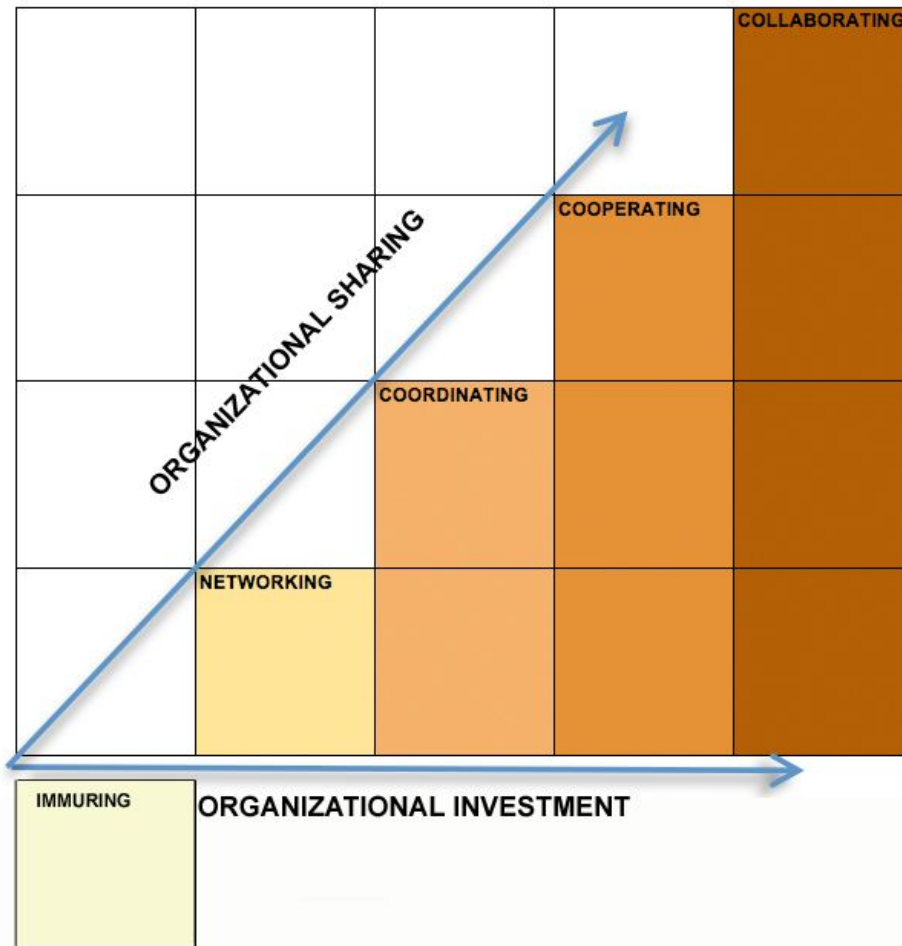 COLLABORATING
COOPERATING
ORGANIZATIONAL SHARING
COORDINATING
NETWORKING
IMMURING
ORGANIZATIONAL INVESTMENT